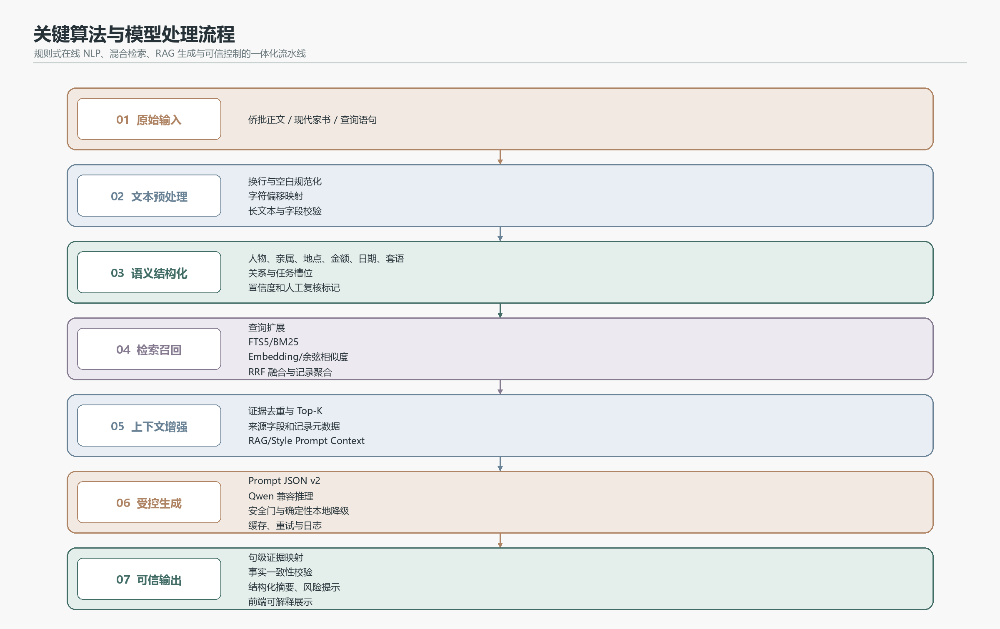 关键算法与模型处理流程
规则式在线 NLP、混合检索、RAG 生成与可信控制的一体化流水线
01 原始输入
侨批正文 / 现代家书 / 查询语句
02 文本预处理
换行与空白规范化
字符偏移映射
长文本与字段校验
03 语义结构化
人物、亲属、地点、金额、日期、套语
关系与任务槽位
置信度和人工复核标记
04 检索召回
查询扩展
FTS5/BM25
Embedding/余弦相似度
RRF 融合与记录聚合
05 上下文增强
证据去重与 Top-K
来源字段和记录元数据
RAG/Style Prompt Context
06 受控生成
Prompt JSON v2
Qwen 兼容推理
安全门与确定性本地降级
缓存、重试与日志
07 可信输出
句级证据映射
事实一致性校验
结构化摘要、风险提示
前端可解释展示